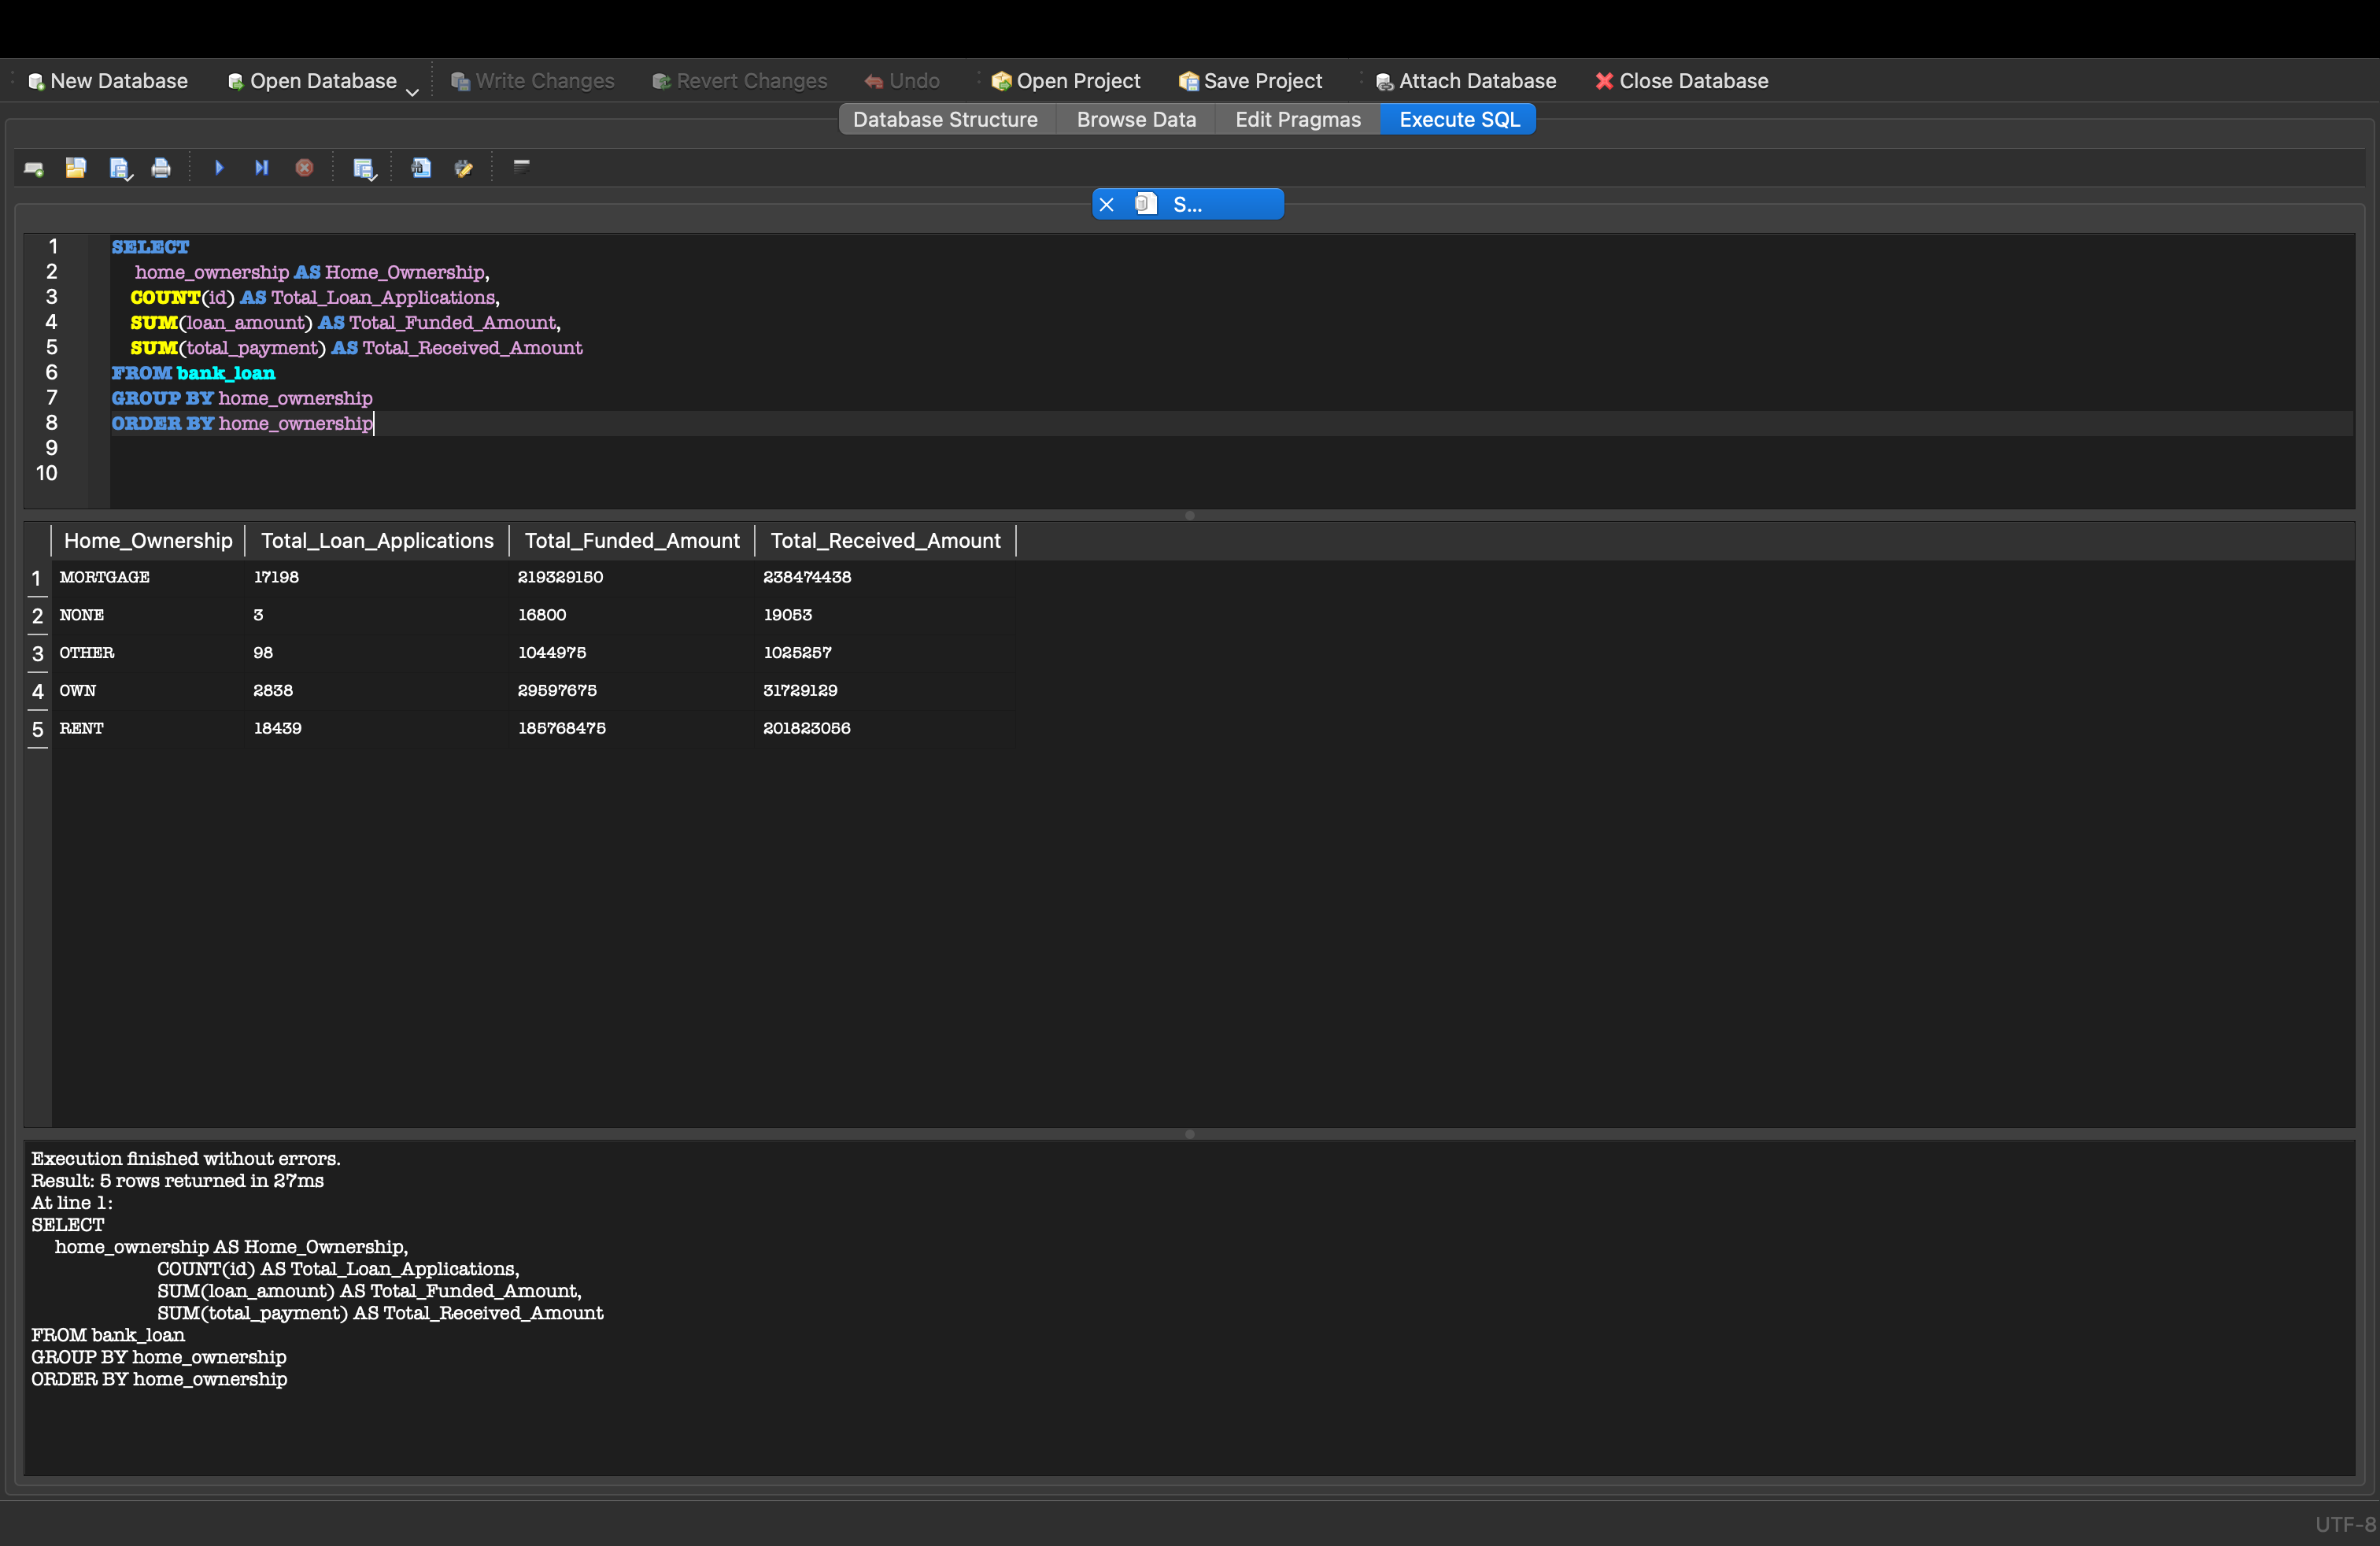 New Database Open Database Write Changes Revert Changes Undo Open Project Save Project Attach Database Close Database
Database Structure Browse Data Edit Pragmas Execute SQL
S...
1 SELECT
2 home_ownership AS Home_Ownership,
3 COUNT(id) AS Total_Loan_Applications,
4 SUM(loan_amount) AS Total_Funded_Amount,
5 SUM(total_payment) AS Total_Received_Amount
6 FROM bank_loan
7 GROUP BY home_ownership
8 ORDER BY home_ownership
9
10
Home_Ownership Total_Loan_Applications Total_Funded_Amount Total_Received_Amount
1 MORTGAGE 17198 219329150 238474438
2 NONE 3 16800 19053
3 OTHER 98 1044975 1025257
4 OWN 2838 29597675 31729129
5 RENT 18439 185768475 201823056
Execution finished without errors.
Result: 5 rows returned in 27ms
At line 1:
SELECT
home_ownership AS Home_Ownership,
COUNT(id) AS Total_Loan_Applications,
SUM(loan_amount) AS Total_Funded_Amount,
SUM(total_payment) AS Total_Received_Amount
FROM bank_loan
GROUP BY home_ownership
ORDER BY home_ownership
UTF-8